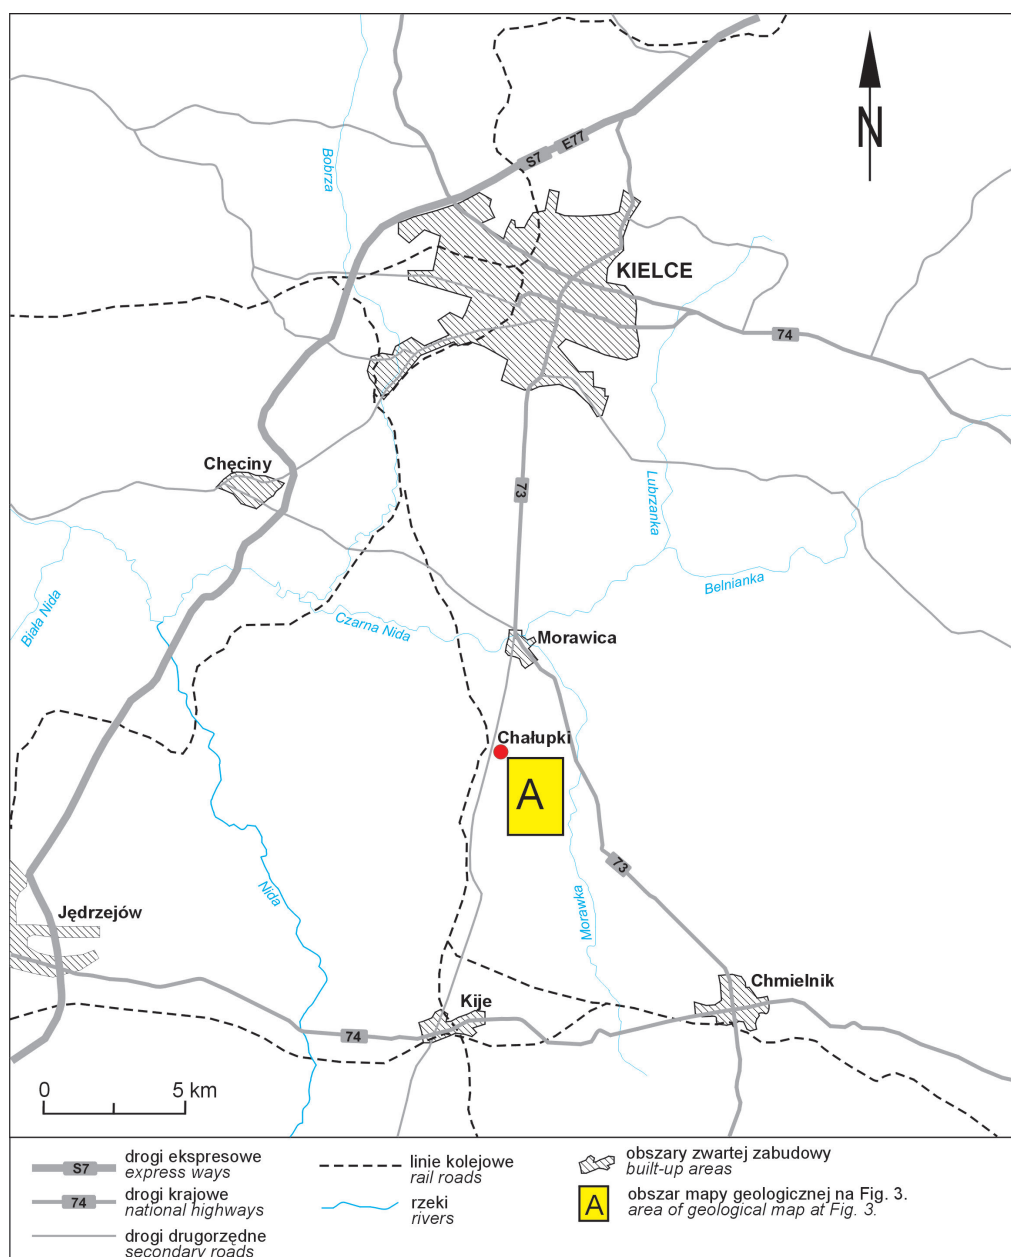 N
Bobrza
S7
E77
KIELCE
74
Chęciny
73
Lubrzanka
Belnianka
Biała Nida
Czarna Nida
Morawica
Chałupki
A
73
Nida
Morawka
Jędrzejów
Chmielnik
Kije
74
0 5 km
S7 drogi ekspresowe
express ways
74 drogi krajowe
national highways
drogi drugorzędne
secondary roads
linie kolejowe
rail roads
rzeki
rivers
obszary zwartej zabudowy
built-up areas
A obszar mapy geologicznej na Fig. 3.
area of geological map at Fig. 3.